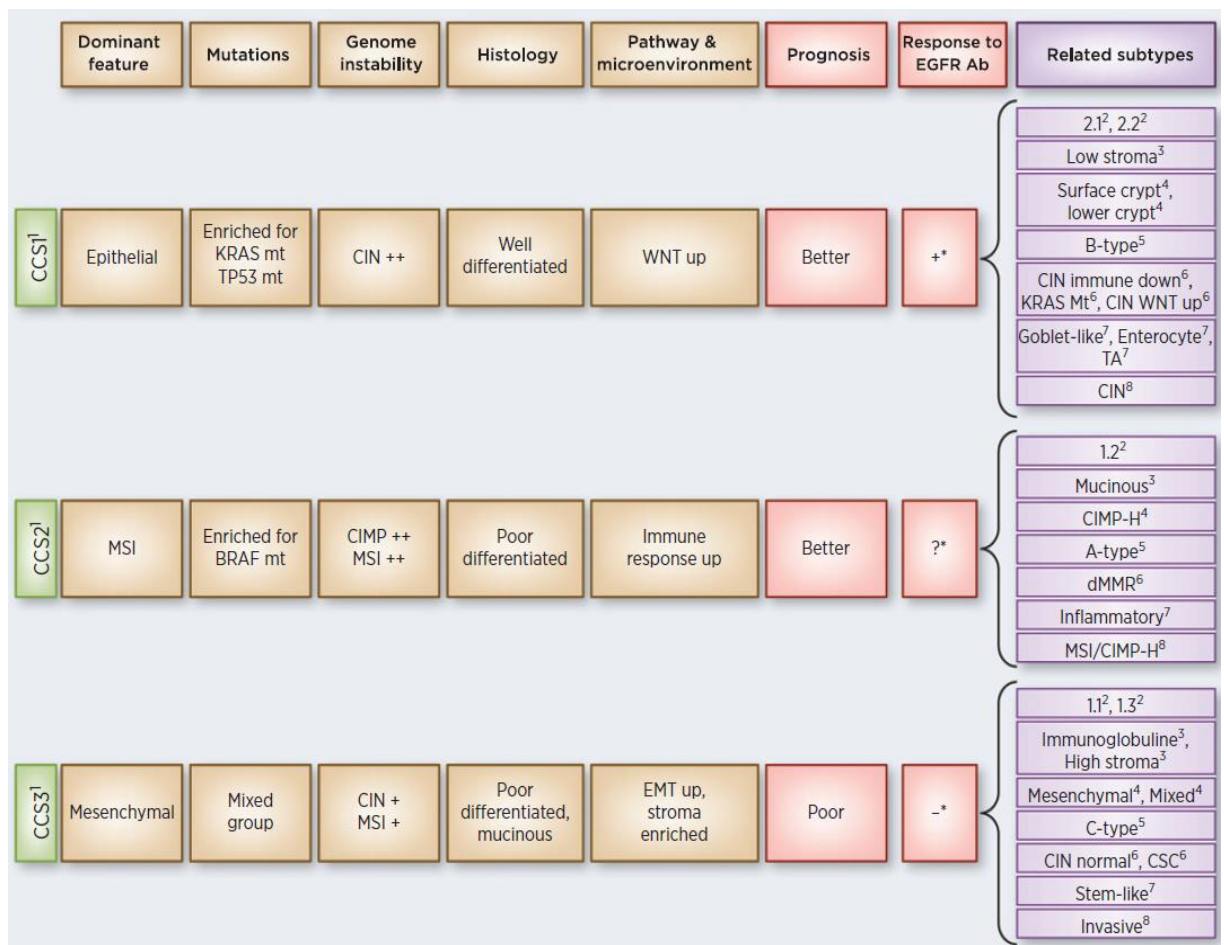 Dominant
feature
Mutations
Genome
instability
Histology
Pathway &
microenvironment
Prognosis
Response to
EGFR Ab
Related subtypes
CCS1¹
Epithelial
Enriched for
KRAS mt
TP53 mt
CIN ++
Well
differentiated
WNT up
Better
+*
2.1², 2.2²
Low stroma³
Surface crypt⁴,
lower crypt⁴
B-type⁵
CIN immune down⁶,
KRAS Mt⁶, CIN WNT up⁶
Goblet-like⁷, Enterocyte⁷,
TA⁷
CIN⁸
CCS2¹
MSI
Enriched for
BRAF mt
CIMP ++
MSI ++
Poor
differentiated
Immune
response up
Better
?*
1.2²
Mucinous³
CIMP-H⁴
A-type⁵
dMMR⁶
Inflammatory⁷
MSI/CIMP-H⁸
CCS3¹
Mesenchymal
Mixed
group
CIN +
MSI +
Poor
differentiated,
mucinous
EMT up,
stroma
enriched
Poor
–*
1.1², 1.3²
Immunoglobuline³,
High stroma³
Mesenchymal⁴, Mixed⁴
C-type⁵
CIN normal⁶, CSC⁶
Stem-like⁷
Invasive⁸